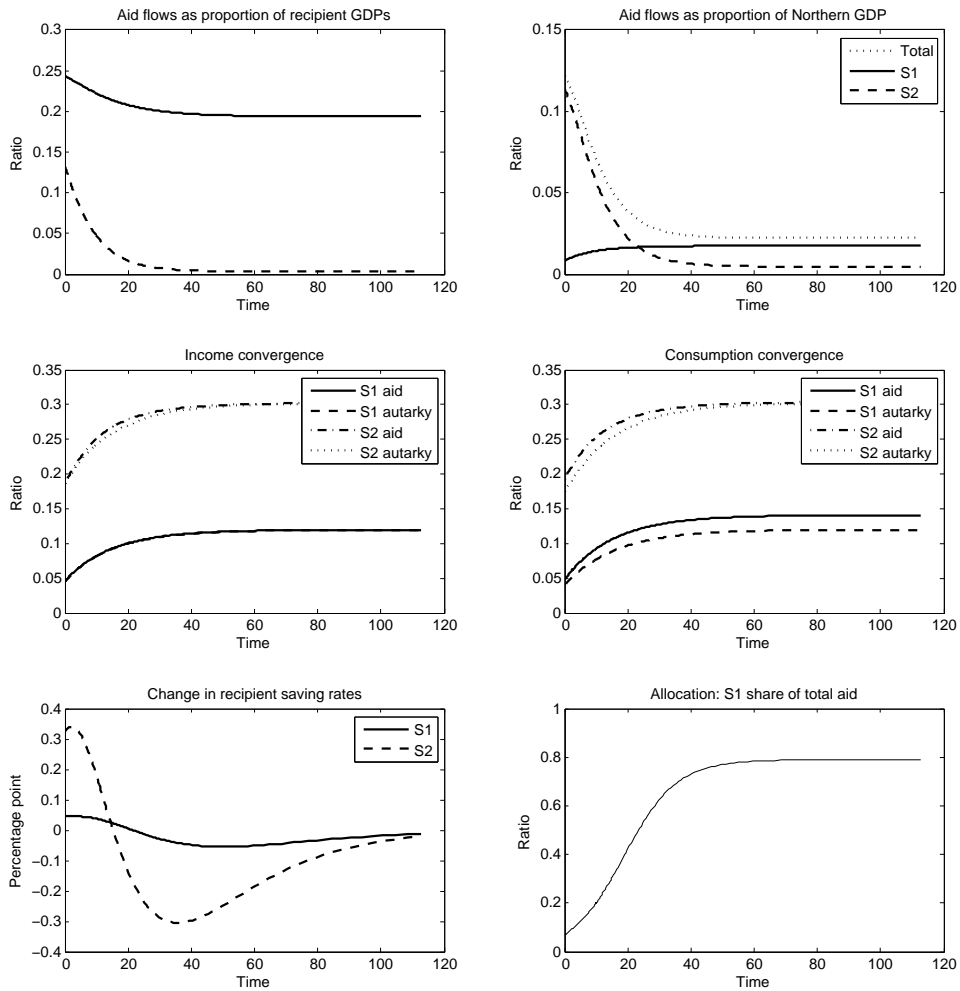 Aid flows as proportion of recipient GDPs
0.3
0.25
0.2
0.15
0.1
0.05
0
Ratio
0 20 40 60 80 100 120
Time
Aid flows as proportion of Northern GDP
0.15
0.1
0.05
0
Ratio
Total
S1
S2
0 20 40 60 80 100 120
Time
Income convergence
0.35
0.3
0.25
0.2
0.15
0.1
0.05
0
Ratio
S1 aid
S1 autarky
S2 aid
S2 autarky
0 20 40 60 80 100 120
Time
Consumption convergence
0.35
0.3
0.25
0.2
0.15
0.1
0.05
0
Ratio
S1 aid
S1 autarky
S2 aid
S2 autarky
0 20 40 60 80 100 120
Time
Change in recipient saving rates
0.4
0.3
0.2
0.1
0
−0.1
−0.2
−0.3
−0.4
Percentage point
S1
S2
0 20 40 60 80 100 120
Time
Allocation: S1 share of total aid
1
0.8
0.6
0.4
0.2
0
Ratio
0 20 40 60 80 100 120
Time